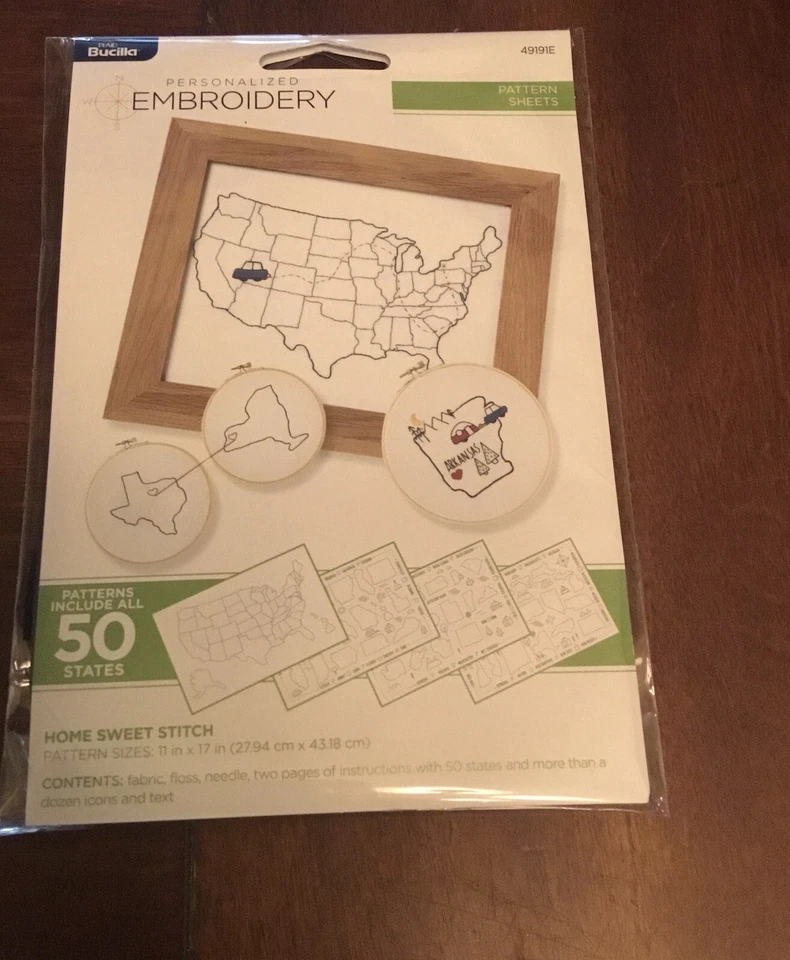 PLAID
Bucilla
49191E
PERSONALIZED
EMBROIDERY
PATTERN
SHEETS
N
W
S
ARKANSAS
PATTERNS
INCLUDE ALL
50
STATES
HOME SWEET STITCH
PATTERN SIZES: 11 in x 17 in (27.94 cm x 43.18 cm)
CONTENTS: fabric, floss, needle, two pages of instructions with 50 states and more than a
dozen icons and text